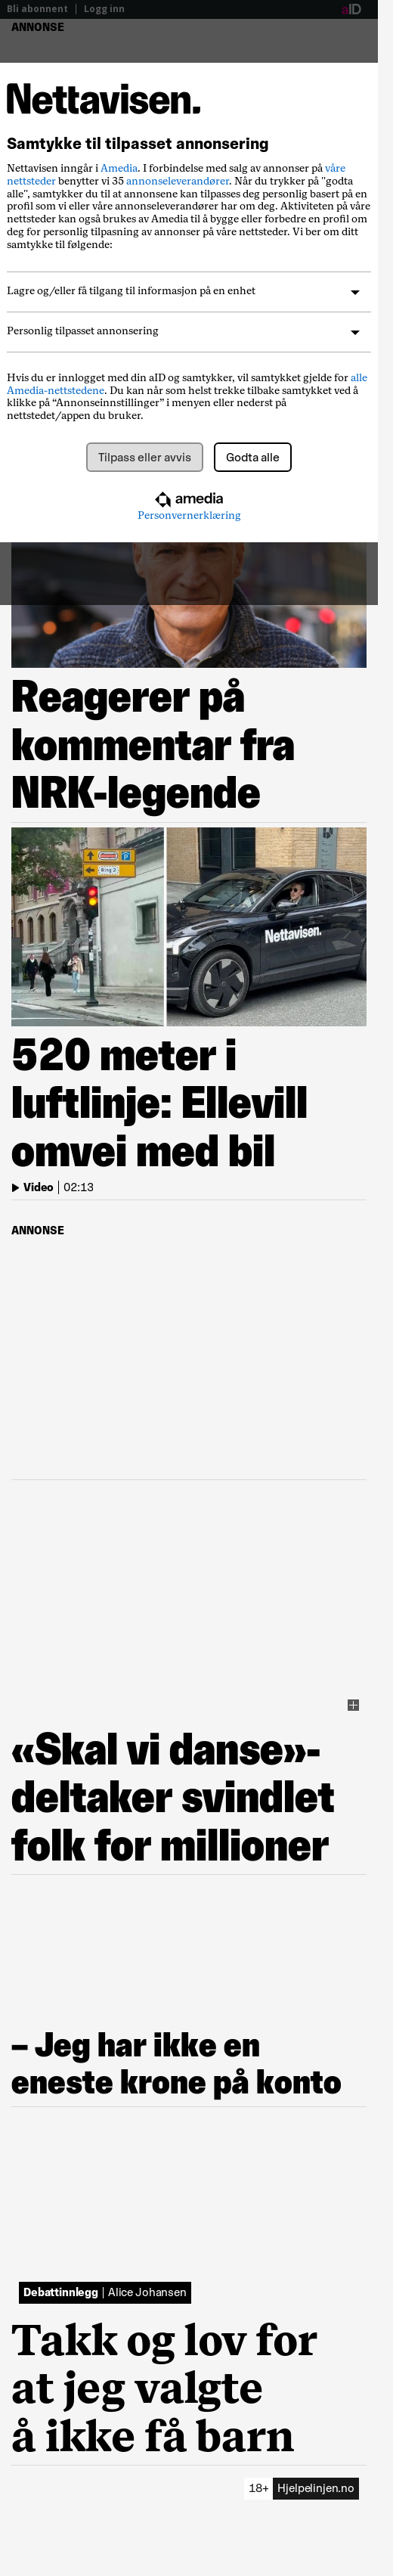 Bli abonnent | Logg inn
aID
ANNONSE
Nettavisen.
Samtykke til tilpasset annonsering
Nettavisen inngår i Amedia. I forbindelse med salg av annonser på våre
nettsteder benytter vi 35 annonseleverandører. Når du trykker på "godta
alle", samtykker du til at annonsene kan tilpasses deg personlig basert på en
profil som vi eller våre annonseleverandører har om deg. Aktiviteten på våre
nettsteder kan også brukes av Amedia til å bygge eller forbedre en profil om
deg for personlig tilpasning av annonser på våre nettsteder. Vi ber om ditt
samtykke til følgende:
Lagre og/eller få tilgang til informasjon på en enhet
Personlig tilpasset annonsering
Hvis du er innlogget med din aID og samtykker, vil samtykket gjelde for alle
Amedia-nettstedene. Du kan når som helst trekke tilbake samtykket ved å
klikke på “Annonseinnstillinger” i menyen eller nederst på
nettstedet/appen du bruker.
Tilpass eller avvis
Godta alle
amedia
Personvernerklæring
Reagerer på
kommentar fra
NRK-legende
Ring 2
Nettavisen.
520 meter i
luftlinje: Ellevill
omvei med bil
Video | 02:13
ANNONSE
«Skal vi danse»-
deltaker svindlet
folk for millioner
– Jeg har ikke en
eneste krone på konto
Debattinnlegg | Alice Johansen
Takk og lov for
at jeg valgte
å ikke få barn
18+ Hjelpelinjen.no